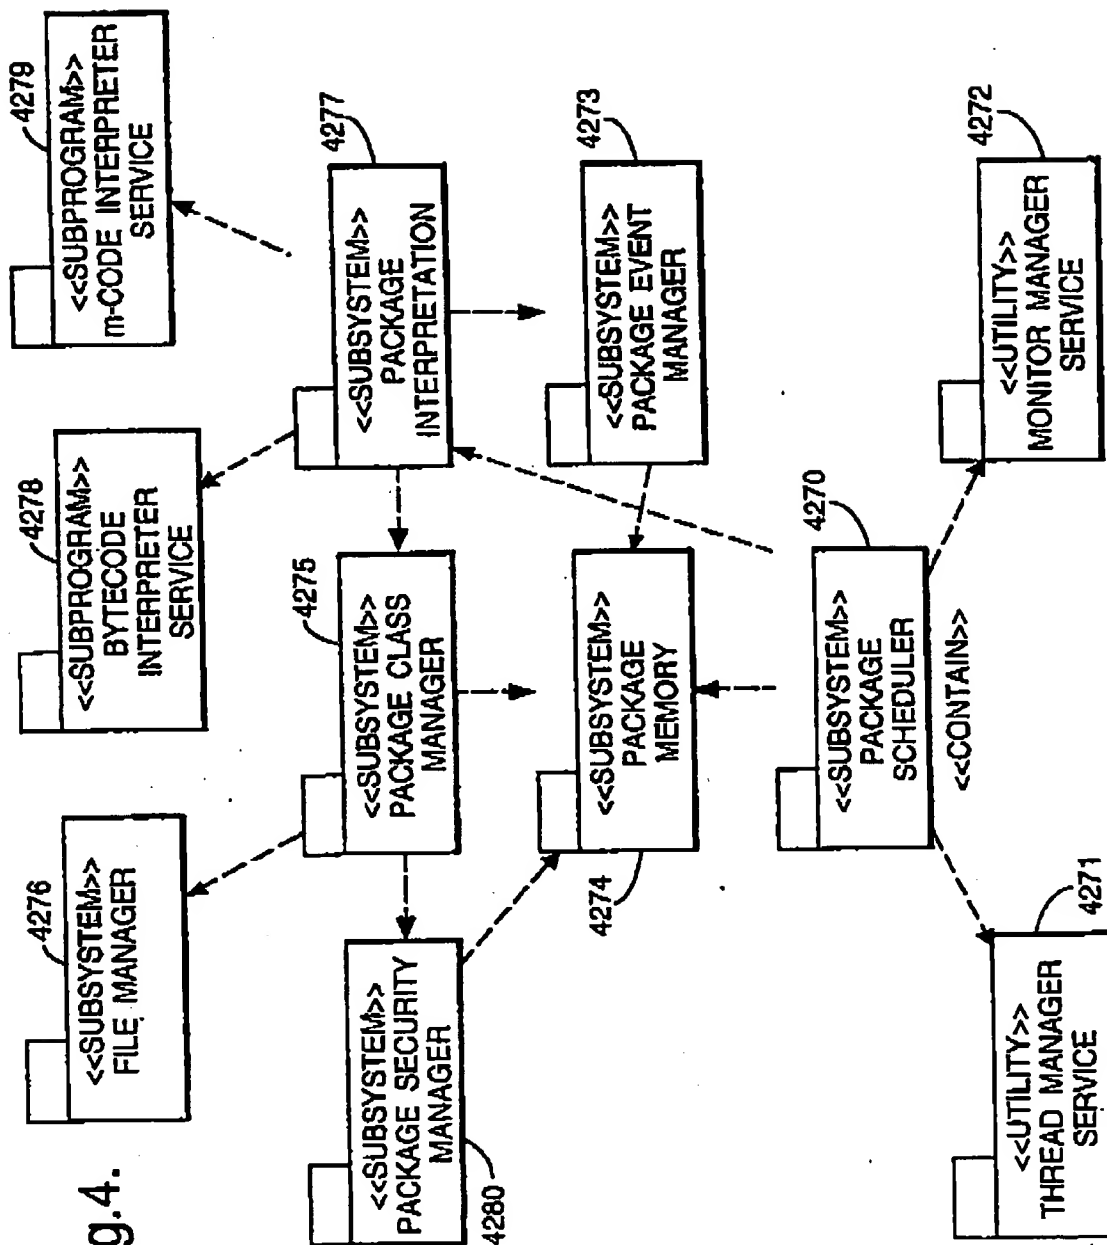 4276
<<SUBSYSTEM>>
FILE MANAGER
4278
<<SUBPROGRAM>>
BYTECODE
INTERPRETER
SERVICE
4279
<<SUBPROGRAM>>
m-CODE INTERPRETER
SERVICE
g.4.
<<SUBSYSTEM>>
PACKAGE SECURITY
MANAGER
4280
4275
<<SUBSYSTEM>>
PACKAGE CLASS
MANAGER
4277
<<SUBSYSTEM>>
PACKAGE
INTERPRETATION
<<SUBSYSTEM>>
PACKAGE
MEMORY
4274
4273
<<SUBSYSTEM>>
PACKAGE EVENT
MANAGER
4270
<<SUBSYSTEM>>
PACKAGE
SCHEDULER
<<CONTAIN>>
4271
<<UTILITY>>
THREAD MANAGER
SERVICE
4272
<<UTILITY>>
MONITOR MANAGER
SERVICE